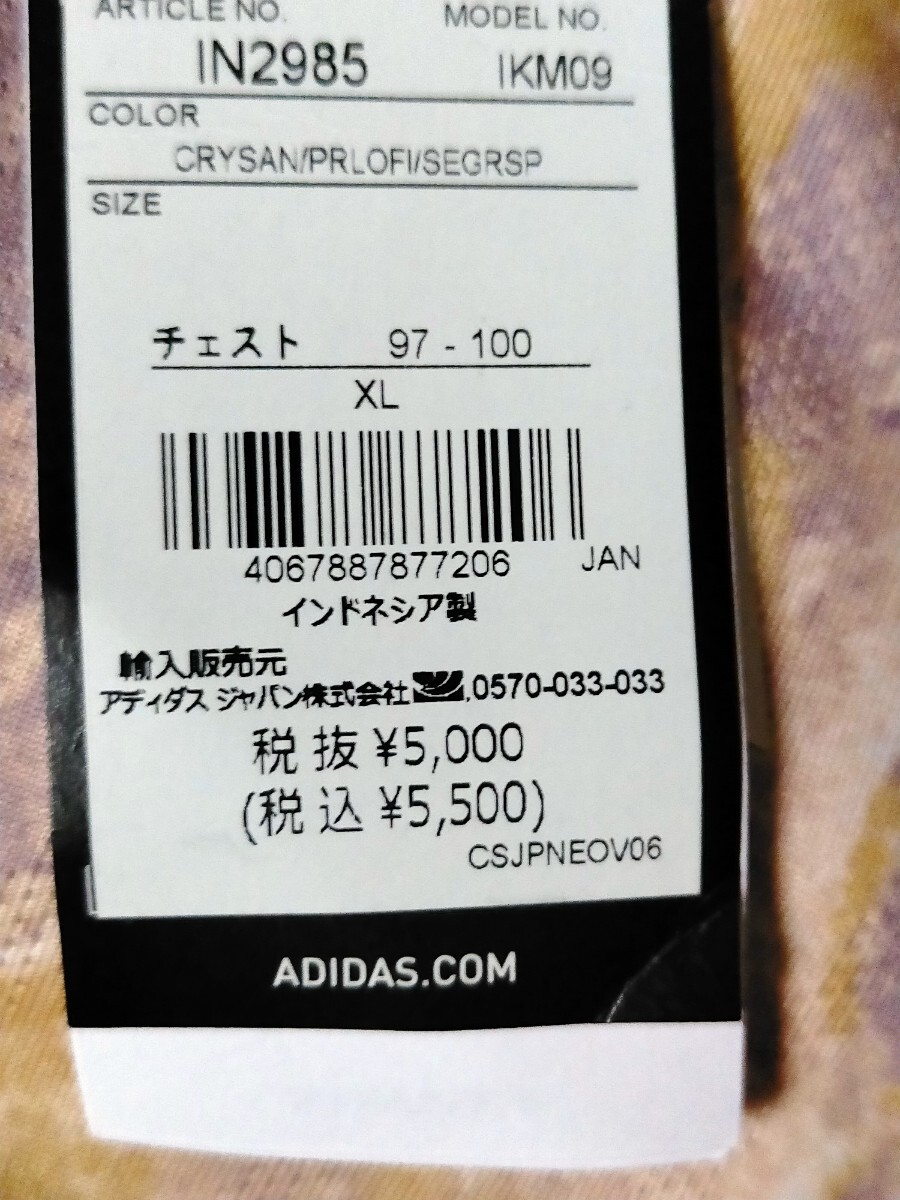 ARTICLE NO. MODEL NO.
IN2985 IKM09
COLOR
CRYSAN/PRLOFI/SEGRSP
SIZE
チェスト 97 - 100
XL
4067887877206 JAN
インドネシア製
輸入販売元
アディダス ジャパン株式会社 0570-033-033
税抜 ¥5,000
(税込 ¥5,500)
CSJPNEOV06
ADIDAS.COM